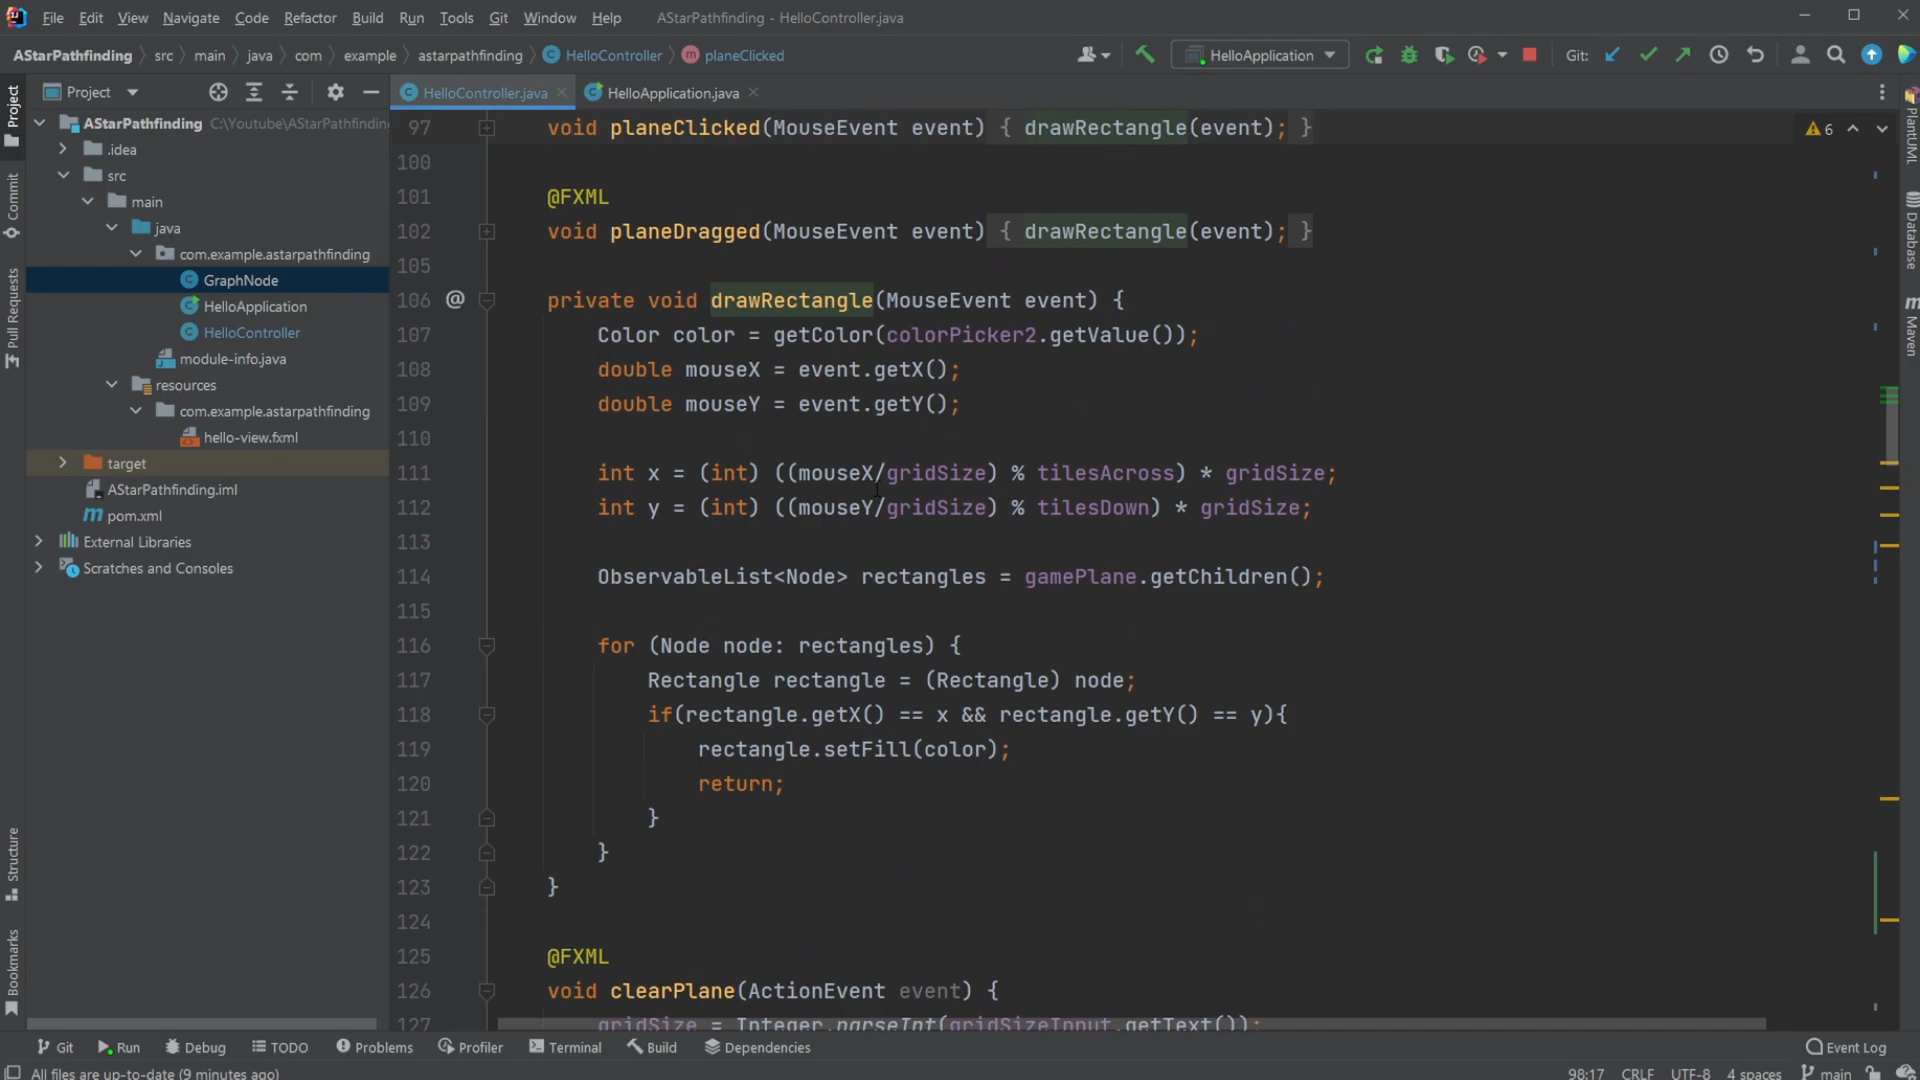 File Edit View Navigate Code Refactor Build Run Tools Git Window Help AStarPathfinding - HelloController.java
AStarPathfinding src main java com example astarpathfinding HelloController planeClicked HelloApplication Git:
Project HelloController.java HelloApplication.java
AStarPathfinding C:\Youtube\AStarPathfindin
.idea
src
main
java
com.example.astarpathfinding
GraphNode
HelloApplication
HelloController
module-info.java
resources
com.example.astarpathfinding
hello-view.fxml
target
AStarPathfinding.iml
pom.xml
External Libraries
Scratches and Consoles
Project
Commit
Pull Requests
Structure
Bookmarks
97 void planeClicked(MouseEvent event) { drawRectangle(event); }
100
101 @FXML
102 void planeDragged(MouseEvent event) { drawRectangle(event); }
105
106 @ private void drawRectangle(MouseEvent event) {
107 Color color = getColor(colorPicker2.getValue());
108 double mouseX = event.getX();
109 double mouseY = event.getY();
110
111 int x = (int) ((mouseX/gridSize) % tilesAcross) * gridSize;
112 int y = (int) ((mouseY/gridSize) % tilesDown) * gridSize;
113
114 ObservableList<Node> rectangles = gamePlane.getChildren();
115
116 for (Node node: rectangles) {
117 Rectangle rectangle = (Rectangle) node;
118 if(rectangle.getX() == x && rectangle.getY() == y){
119 rectangle.setFill(color);
120 return;
121 }
122 }
123 }
124
125 @FXML
126 void clearPlane(ActionEvent event) {
127 gridSize = Integer.parseInt(gridSizeInput.getText());
6
PlantUML
Database
m Maven
Git Run Debug TODO Problems Profiler Terminal Build Dependencies Event Log
All files are up-to-date (9 minutes ago) 98:17 CRLF UTF-8 4 spaces main